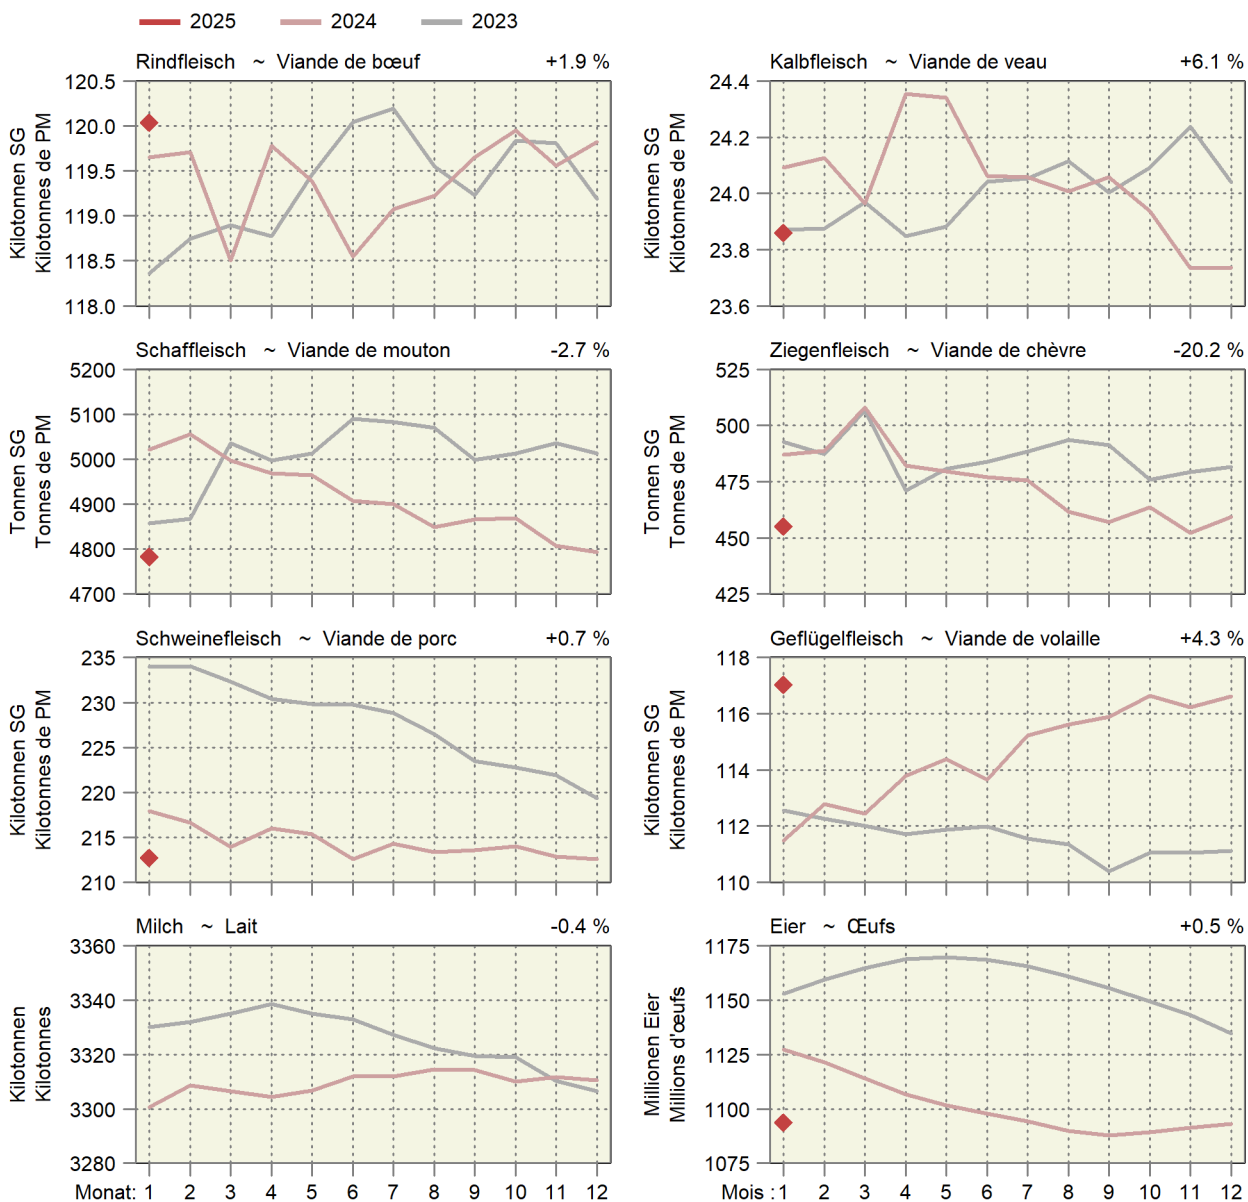 2025 2024 2023
Rindfleisch ~ Viande de bœuf +1.9 %
Kilotonnen SG
Kilotonnes de PM
120.5
120.0
119.5
119.0
118.5
118.0
Kalbfleisch ~ Viande de veau +6.1 %
Kilotonnen SG
Kilotonnes de PM
24.4
24.2
24.0
23.8
23.6
Schaffleisch ~ Viande de mouton -2.7 %
Tonnen SG
Tonnes de PM
5200
5100
5000
4900
4800
4700
Ziegenfleisch ~ Viande de chèvre -20.2 %
Tonnen SG
Tonnes de PM
525
500
475
450
425
Schweinefleisch ~ Viande de porc +0.7 %
Kilotonnen SG
Kilotonnes de PM
235
230
225
220
215
210
Geflügelfleisch ~ Viande de volaille +4.3 %
Kilotonnen SG
Kilotonnes de PM
118
116
114
112
110
Milch ~ Lait -0.4 %
Kilotonnen
Kilotonnes
3360
3340
3320
3300
3280
Monat: 1 2 3 4 5 6 7 8 9 10 11 12
Eier ~ Œufs +0.5 %
Millionen Eier
Millions d'œufs
1175
1150
1125
1100
1075
Mois : 1 2 3 4 5 6 7 8 9 10 11 12